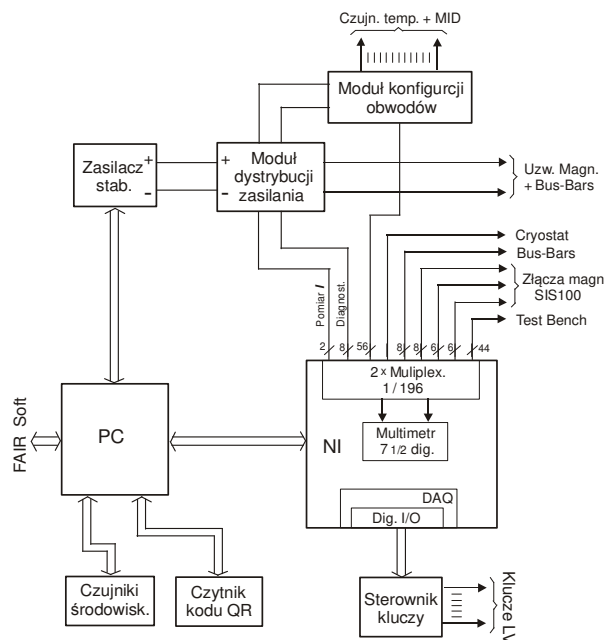 Czujn. temp. + MID
Moduł konfigurcji
obwodów
Zasilacz
stab.
+
-
+
-
Moduł
dystrybucji
zasilania
Uzw. Magn.
+ Bus-Bars
Cryostat
Bus-Bars
Złącza magn
SIS100
Test Bench
Pomiar I
Diagnost.
2
8
56
8
8
6
6
44
2 x Muliplex.
1 / 196
Multimetr
7 1/2 dig.
NI
DAQ
Dig. I/O
FAIR Soft
PC
Czujniki
środowisk.
Czytnik
kodu QR
Sterownik
kluczy
Klucze LV